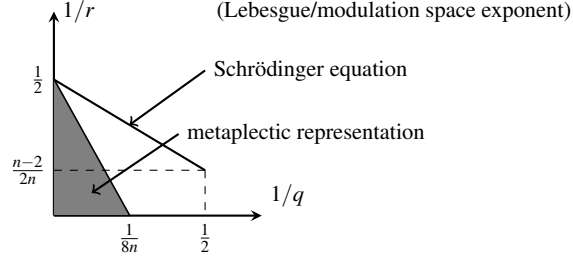 1/r (Lebesgue/modulation space exponent)
1/2
Schrödinger equation
metaplectic representation
n−2/2n
1/q
1/8n 1/2